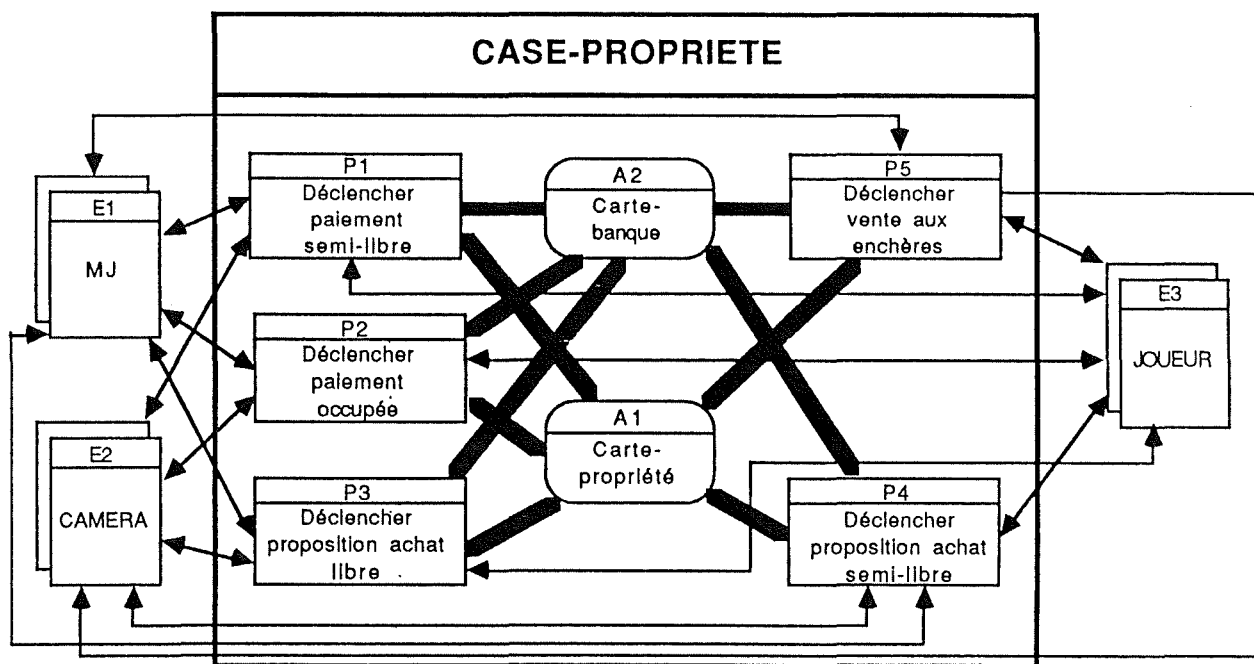 CASE-PROPRIETE
P1
Déclencher
paiement
semi-libre
A2
Carte-
banque
P5
Déclencher
vente aux
enchères
E1
MJ
E3
JOUEUR
P2
Déclencher
paiement
occupée
A1
Carte-
propriété
E2
CAMERA
P3
Déclencher
proposition achat
libre
P4
Déclencher
proposition achat
semi-libre